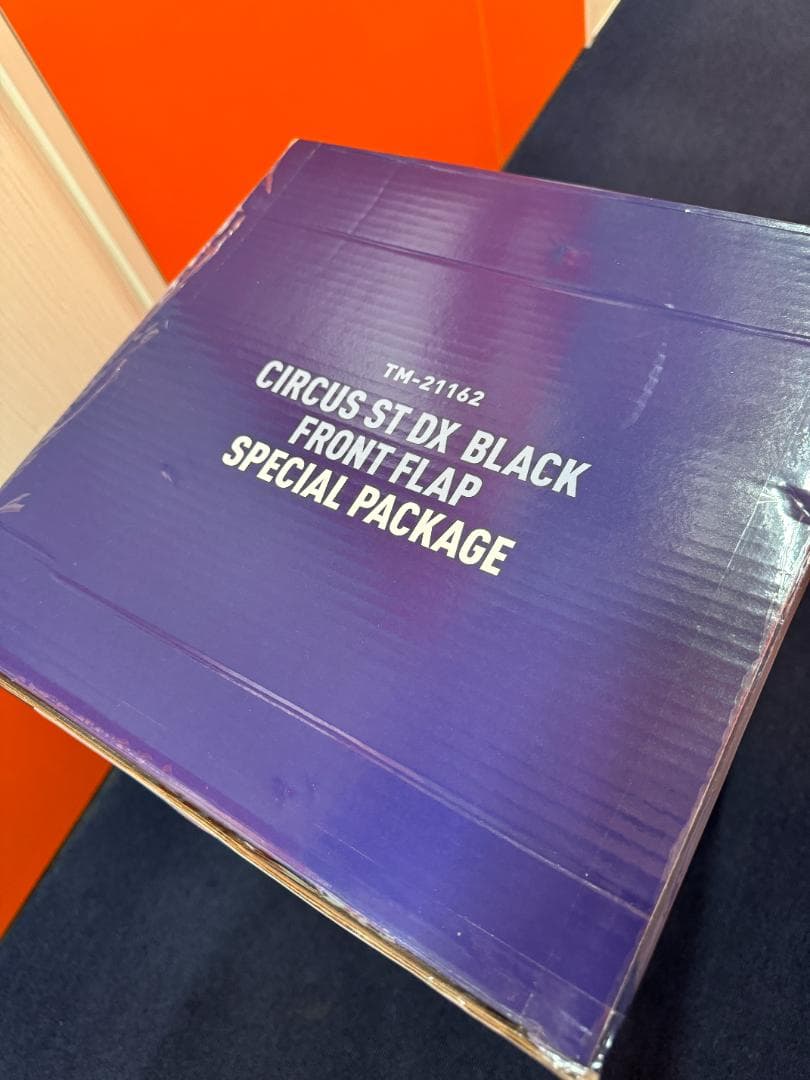 TM-21162
CIRCUS ST DX BLACK
FRONT FLAP
SPECIAL PACKAGE